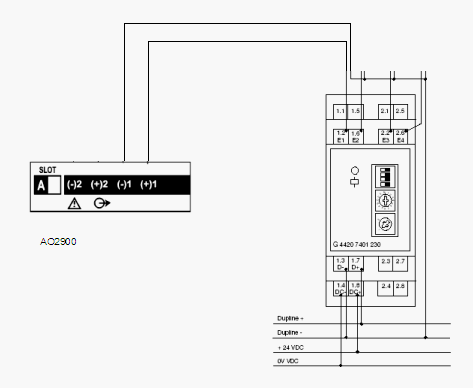 1.1 1.5 2.1 2.5
1.2 1.6 2.2 2.6
E1 E2 E3 E4
SLOT
A (-)2 (+)2 (-)1 (+)1
AO2900
G 4420 7401 230
1.3 1.7 2.3 2.7
D- D+
1.4 1.8 2.4 2.8
DC- DC+
Dupline +
Dupline -
+ 24 VDC
0V VDC